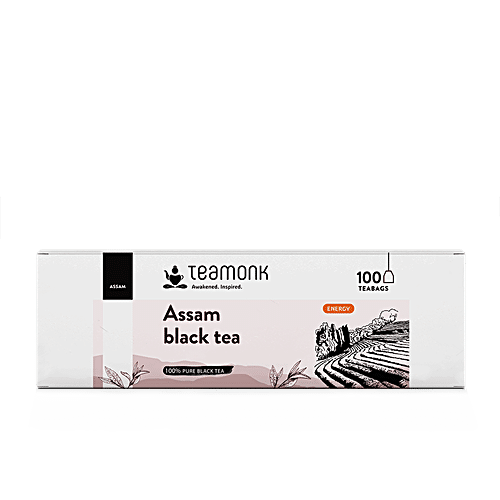 ASSAM
TEAMONK
Awakened. Inspired.
100
TEABAGS
Assam
black tea
ENERGY
100% PURE BLACK TEA